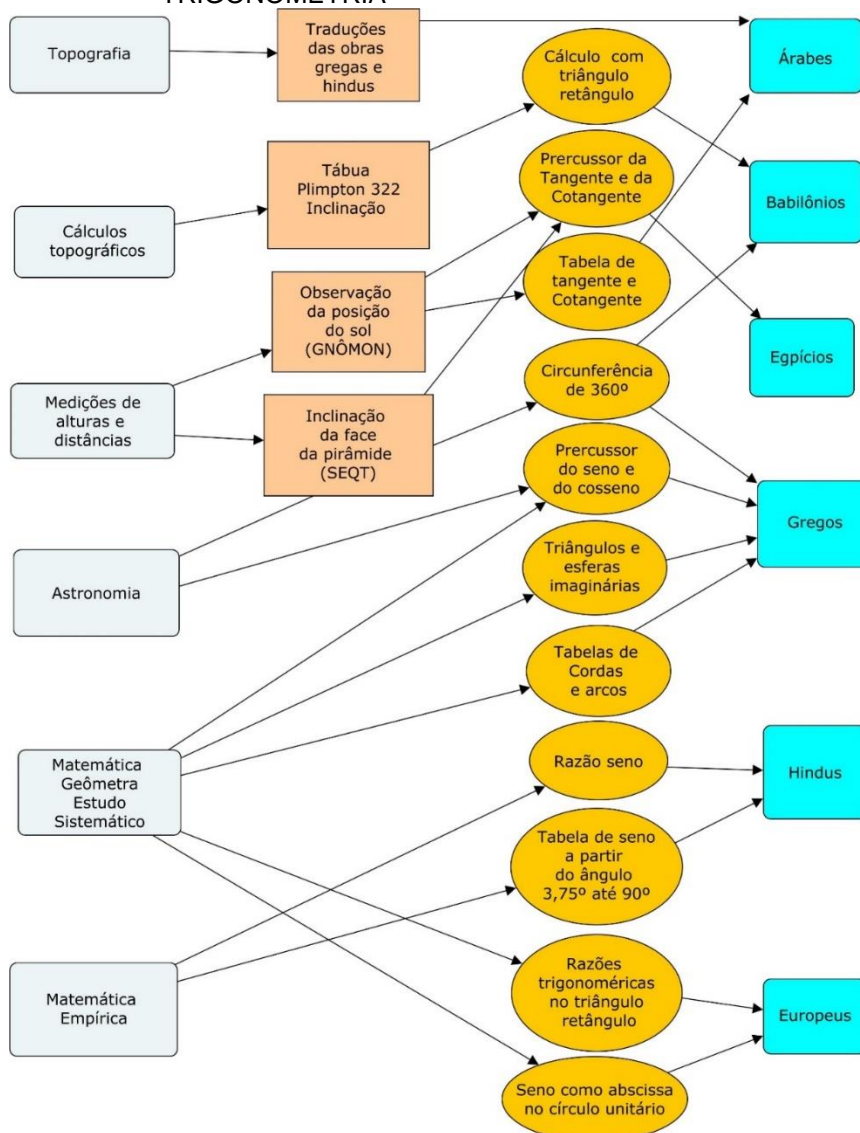 TRIGONOMETRIA
Topografia
Traduções
das obras
gregas e
hindus
Cálculo com
triângulo
retângulo
Árabes
Tábua
Plimpton 322
Inclinação
Prercussor da
Tangente e da
Cotangente
Babilônios
Cálculos
topográficos
Tabela de
tangente e
Cotangente
Observação
da posição
do sol
(GNÔMON)
Egpícios
Circunferência
de 360º
Medições de
alturas e
distâncias
Inclinação
da face
da pirâmide
(SEQT)
Prercussor
do seno e
do cosseno
Gregos
Triângulos e
esferas
imaginárias
Astronomia
Tabelas de
Cordas
e arcos
Matemática
Geômetra
Estudo
Sistemático
Razão seno
Hindus
Tabela de seno
a partir
do ângulo
3,75º até 90º
Matemática
Empírica
Razões
trigonoméricas
no triângulo
retângulo
Europeus
Seno como abscissa
no círculo unitário